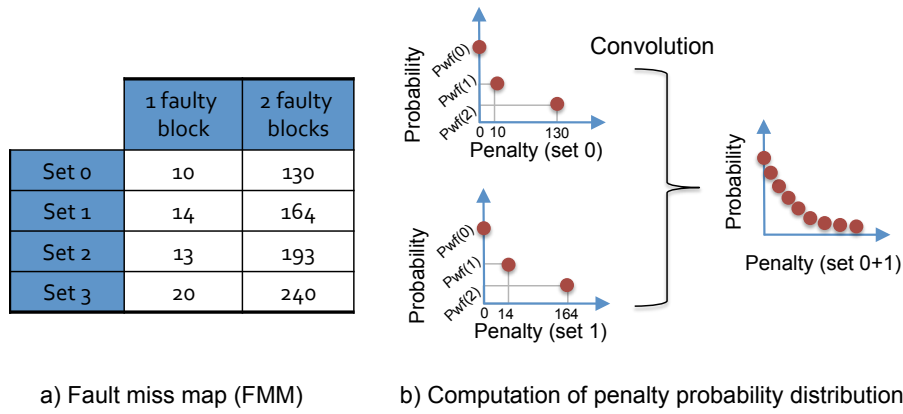 1 faulty block 2 faulty blocks
Set 0 10 130
Set 1 14 164
Set 2 13 193
Set 3 20 240
a) Fault miss map (FMM)
Probability
Pwf(0)
Pwf(1)
Pwf(2)
0 10 130
Penalty (set 0)
Probability
Pwf(0)
Pwf(1)
Pwf(2)
0 14 164
Penalty (set 1)
Convolution
Probability
Penalty (set 0+1)
b) Computation of penalty probability distribution